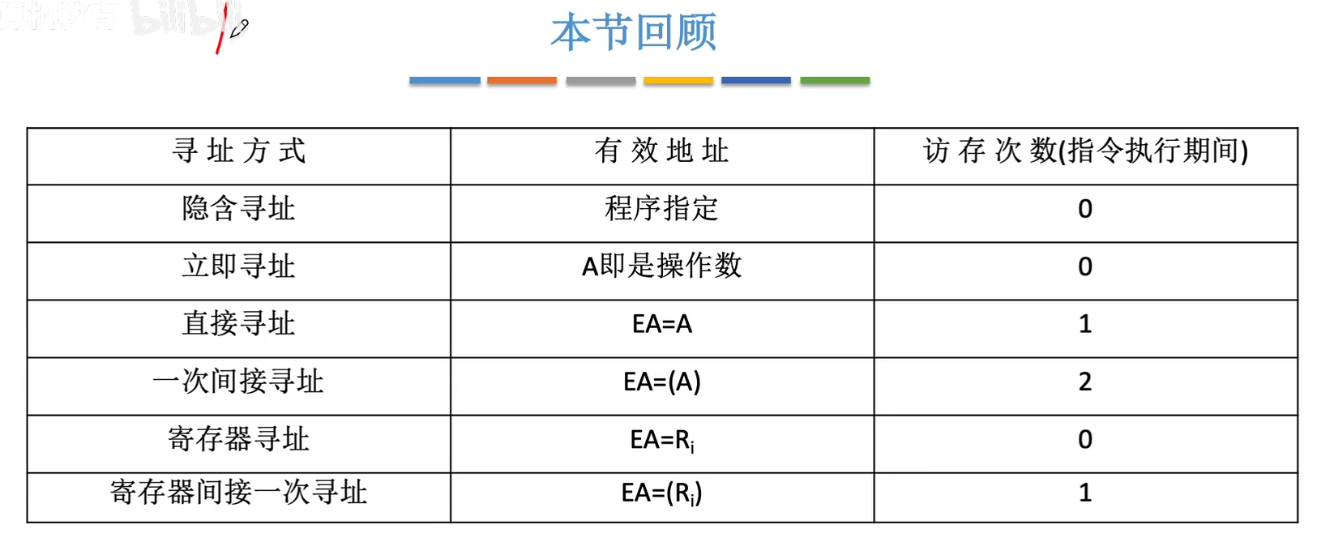 算机教育 bilibili
本节回顾
寻址方式 有效地址 访存次数(指令执行期间)
隐含寻址 程序指定 0
立即寻址 A即是操作数 0
直接寻址 EA=A 1
一次间接寻址 EA=(A) 2
寄存器寻址 EA=Ri 0
寄存器间接一次寻址 EA=(Ri) 1